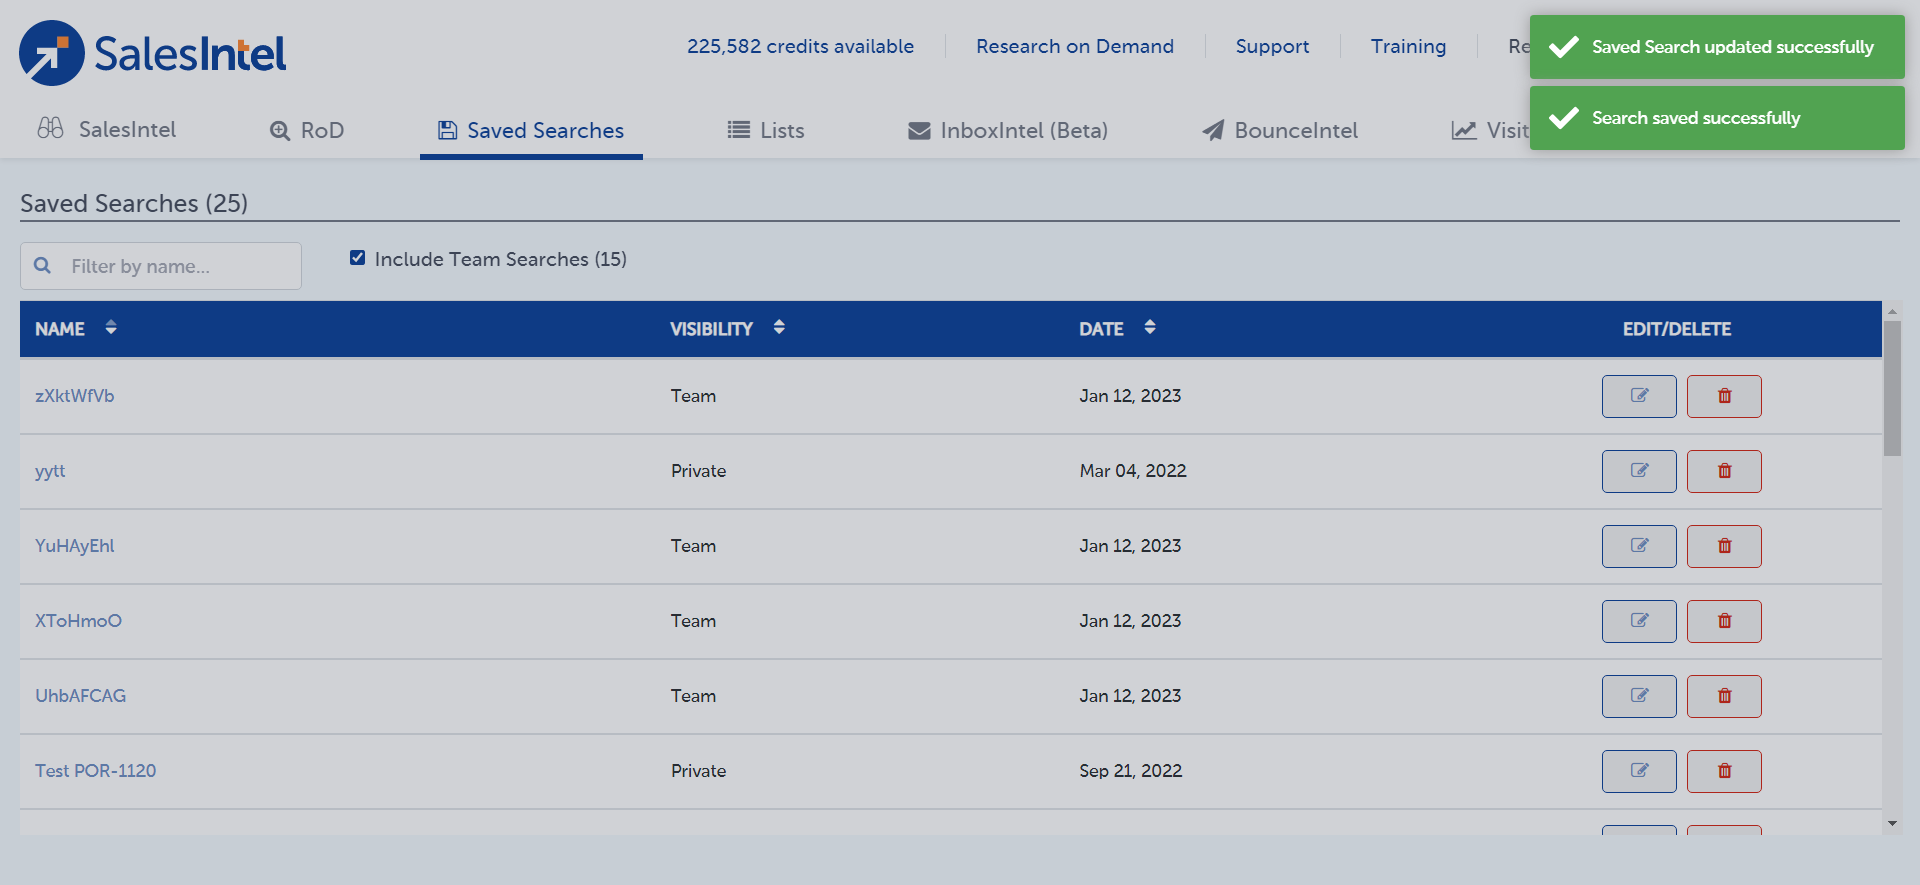 SalesIntel
225,582 credits available
Research on Demand
Support
Training
Re
Saved Search updated successfully
Search saved successfully
SalesIntel
RoD
Saved Searches
Lists
InboxIntel (Beta)
BounceIntel
Visit
Saved Searches (25)
Filter by name...
Include Team Searches (15)
NAME VISIBILITY DATE EDIT/DELETE
zXktWfVb Team Jan 12, 2023
yytt Private Mar 04, 2022
YuHAyEhl Team Jan 12, 2023
XToHmoO Team Jan 12, 2023
UhbAFCAG Team Jan 12, 2023
Test POR-1120 Private Sep 21, 2022